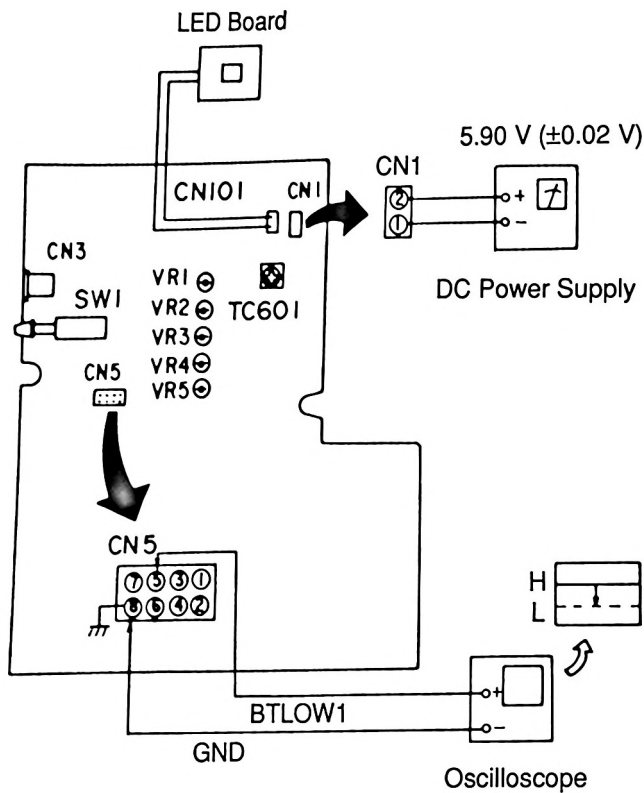 LED Board
5.90 V (±0.02 V)
CN1
② +
① −
DC Power Supply
CN101 CN1
CN3
SW1
VR1
VR2 TC601
VR3
VR4
VR5
CN5
CN5
⑦ ⑤ ③ ①
⑧ ⑥ ④ ②
H
L
+
−
BTLOW1
GND
Oscilloscope